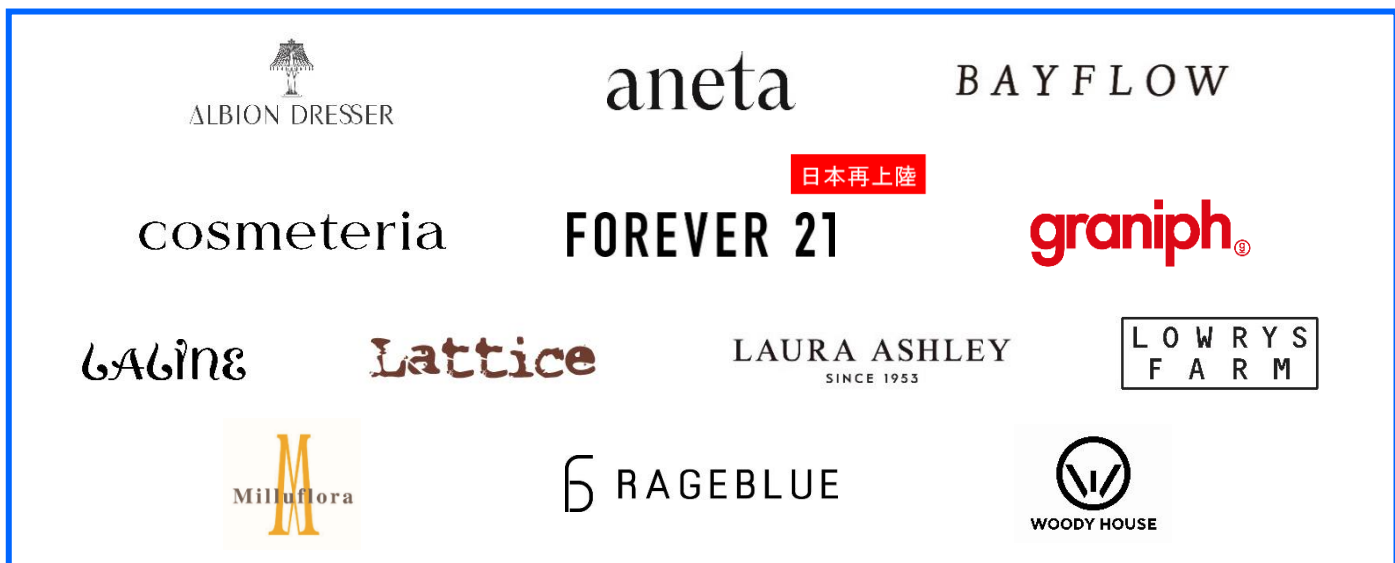 ALBION DRESSER
aneta
BAYFLOW
日本再上陸
cosmeteria
FOREVER 21
graniph
g
LALINE
Lattice
LAURA ASHLEY
SINCE 1953
LOWRYS
FARM
M
Milluflora
RAGEBLUE
WOODY HOUSE